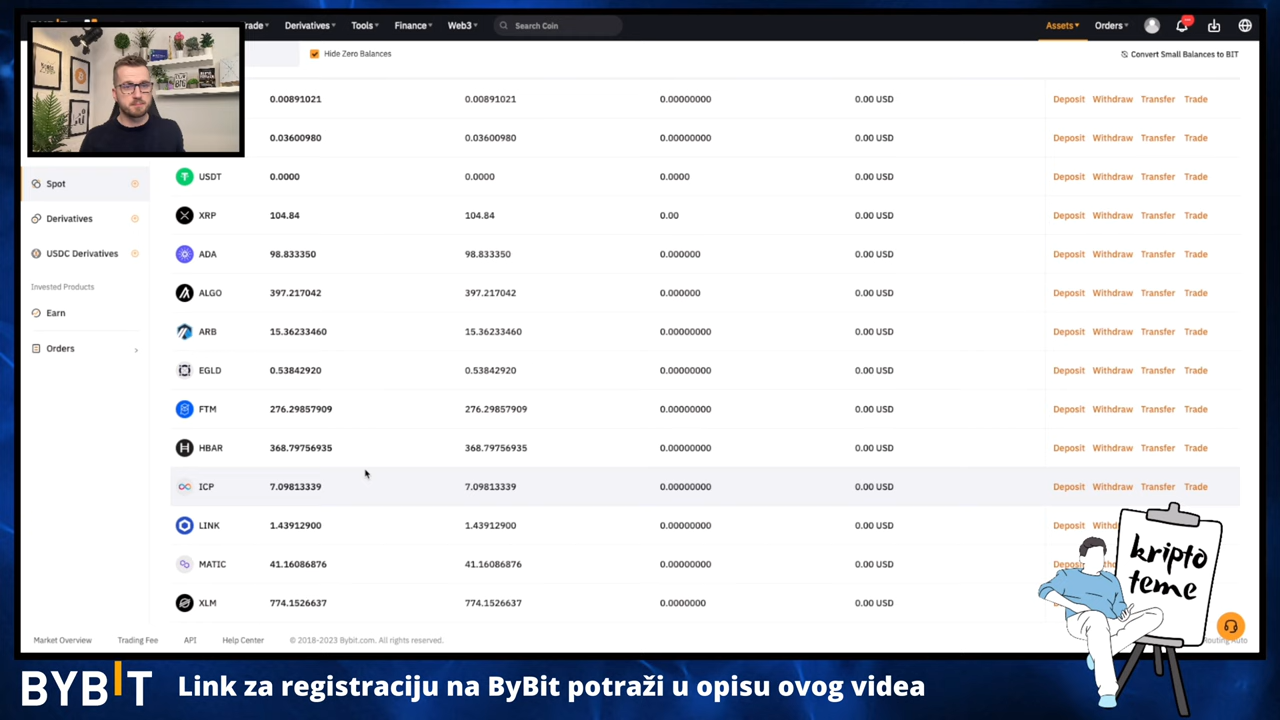 Trade Derivatives Tools Finance Web3 Search Coin Assets Orders
Hide Zero Balances Convert Small Balances to BIT
0.00891021 0.00891021 0.00000000 0.00 USD Deposit Withdraw Transfer Trade
0.03600980 0.03600980 0.00000000 0.00 USD Deposit Withdraw Transfer Trade
Spot
Derivatives
USDC Derivatives
Invested Products
Earn
Orders
USDT 0.0000 0.0000 0.0000 0.00 USD Deposit Withdraw Transfer Trade
XRP 104.84 104.84 0.00 0.00 USD Deposit Withdraw Transfer Trade
ADA 98.833350 98.833350 0.000000 0.00 USD Deposit Withdraw Transfer Trade
ALGO 397.217042 397.217042 0.000000 0.00 USD Deposit Withdraw Transfer Trade
ARB 15.36233460 15.36233460 0.00000000 0.00 USD Deposit Withdraw Transfer Trade
EGLD 0.53842920 0.53842920 0.00000000 0.00 USD Deposit Withdraw Transfer Trade
FTM 276.29857909 276.29857909 0.00000000 0.00 USD Deposit Withdraw Transfer Trade
HBAR 368.79756935 368.79756935 0.00000000 0.00 USD Deposit Withdraw Transfer Trade
ICP 7.09813339 7.09813339 0.00000000 0.00 USD Deposit Withdraw Transfer Trade
LINK 1.43912900 1.43912900 0.00000000 0.00 USD Deposit
MATIC 41.16086876 41.16086876 0.00000000 0.00 USD
XLM 774.1526637 774.1526637 0.0000000 0.00 USD
Market Overview Trading Fee API Help Center © 2018-2023 Bybit.com. All rights reserved.
kripto
teme
BYBIT Link za registraciju na ByBit potraži u opisu ovog videa